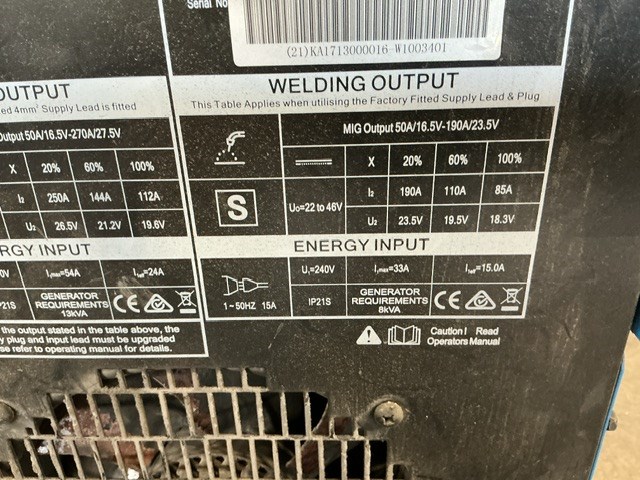 Serial No
(21)KA1713000016-W1003401
OUTPUT
ed 4mm² Supply Lead is fitted
Output 50A/16.5V-270A/27.5V
X 20% 60% 100%
I₂ 250A 144A 112A
U₂ 26.5V 21.2V 19.6V
RGY INPUT
0V I₁max=54A I₁eff=24A
IP21S GENERATOR REQUIREMENTS 13kVA CE
the output stated in the table above, the
y plug and input lead must be upgraded
se refer to operating manual for details.
WELDING OUTPUT
This Table Applies when utilising the Factory Fitted Supply Lead & Plug
MIG Output 50A/16.5V-190A/23.5V
X 20% 60% 100%
I₂ 190A 110A 85A
S U₀=22 to 46V
U₂ 23.5V 19.5V 18.3V
ENERGY INPUT
U₁=240V I₁max=33A I₁eff=15.0A
1~50HZ 15A IP21S GENERATOR REQUIREMENTS 8kVA CE
Caution! Read
Operators Manual